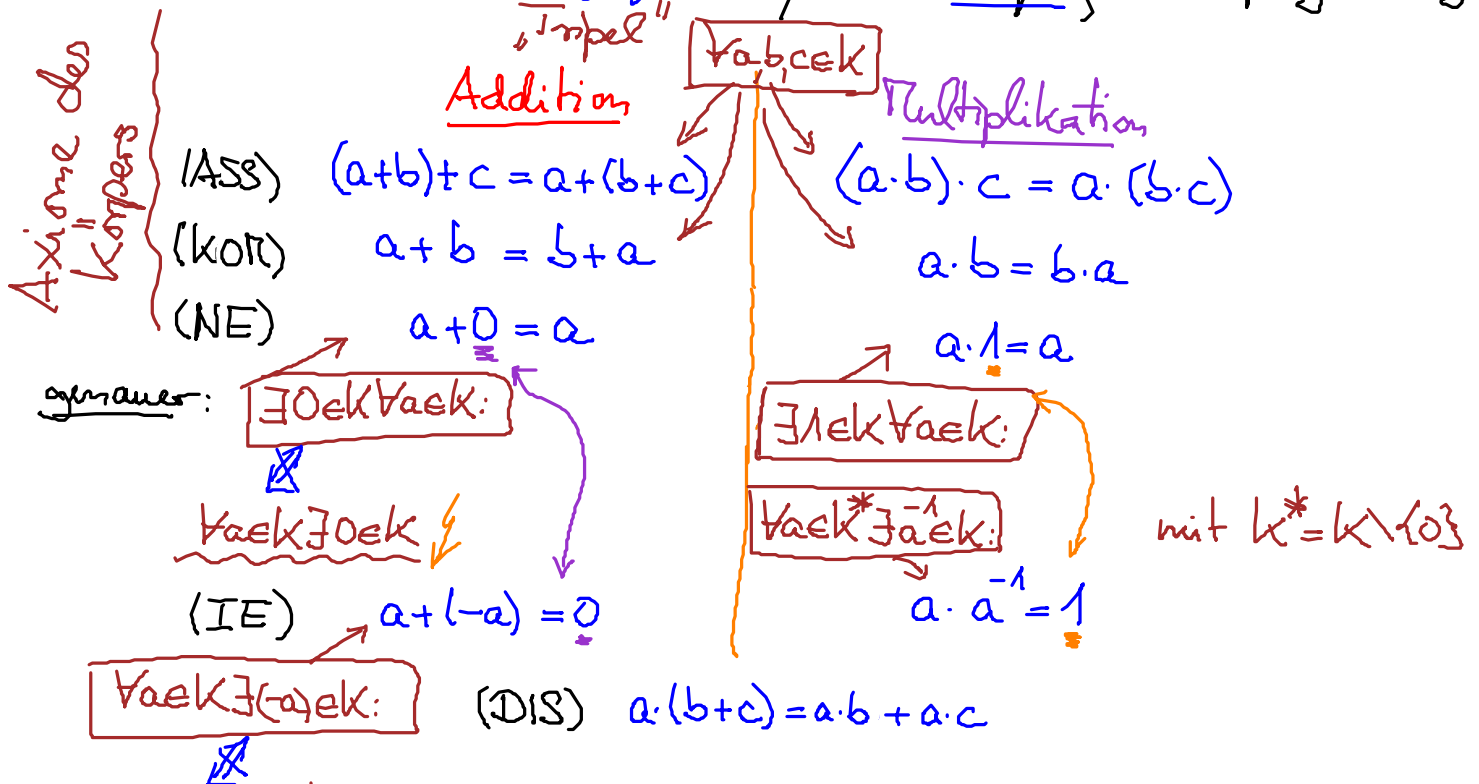 „Tripel"
∀a,b,c∈K
Addition
Multiplikation
Axiome des
Körpers
(ASS) (a+b)+c = a+(b+c) (a·b)·c = a·(b·c)
(KOM) a+b = b+a a·b = b·a
(NE) a+0 = a a·1 = a
genauer: ∃0∈K∀a∈K: ∃1∈K∀a∈K:
∀a∈K∃0∈K ∀a∈K*∃a⁻¹∈K: mit K* = K\{0}
(IE) a+(-a) = 0 a·a⁻¹ = 1
∀a∈K∃(-a)∈K: (DIS) a·(b+c) = a·b + a·c